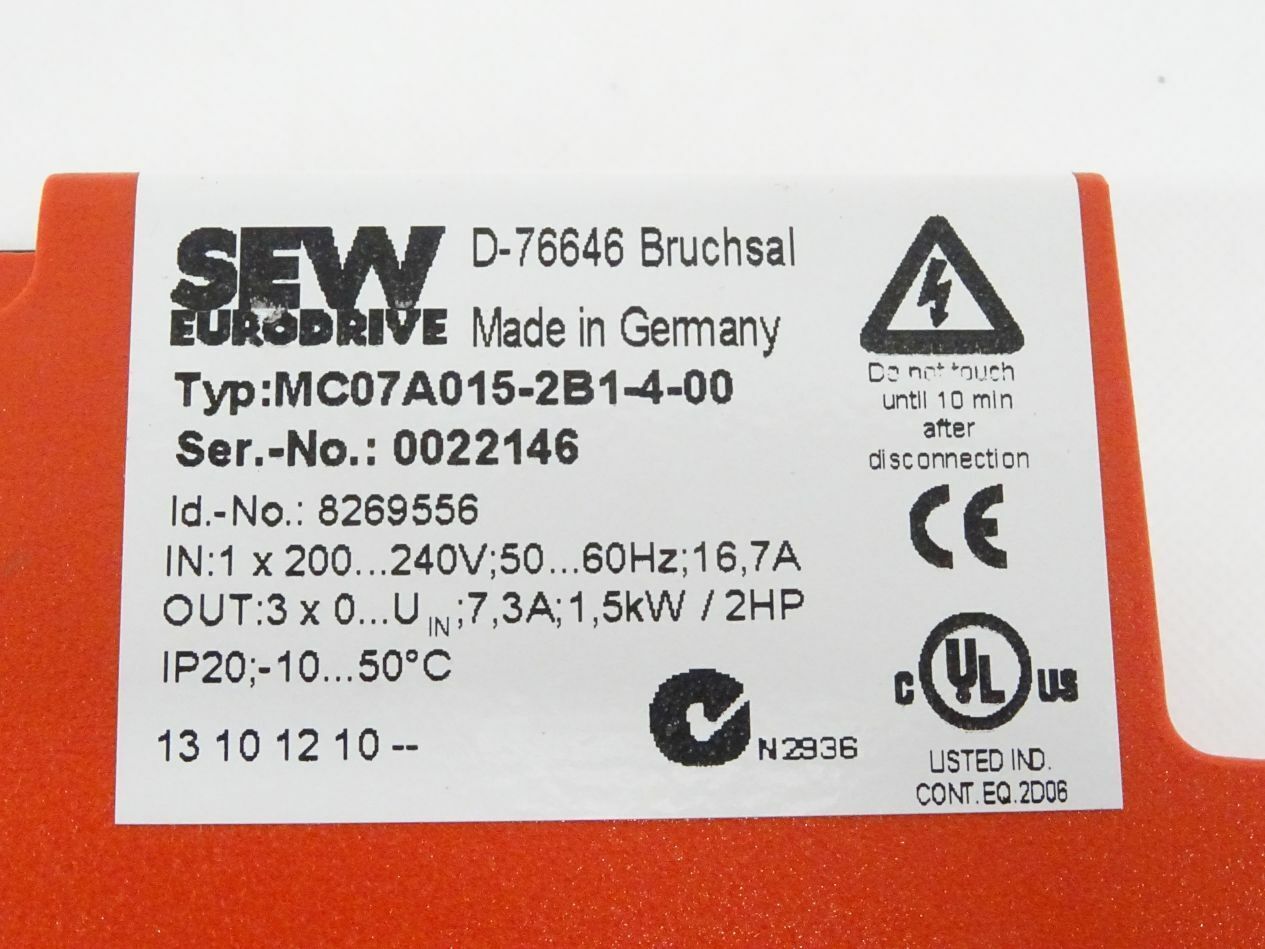 SEW
EURODRIVE
D-76646 Bruchsal
Made in Germany
Typ:MC07A015-2B1-4-00
Ser.-No.: 0022146
Id.-No.: 8269556
IN:1 x 200...240V;50...60Hz;16,7A
OUT:3 x 0...U IN;7,3A;1,5kW / 2HP
IP20;-10...50°C
13 10 12 10 --
N2936
Do not touch
until 10 min
after
disconnection
CE
C UL US
LISTED IND.
CONT.EQ.2D06